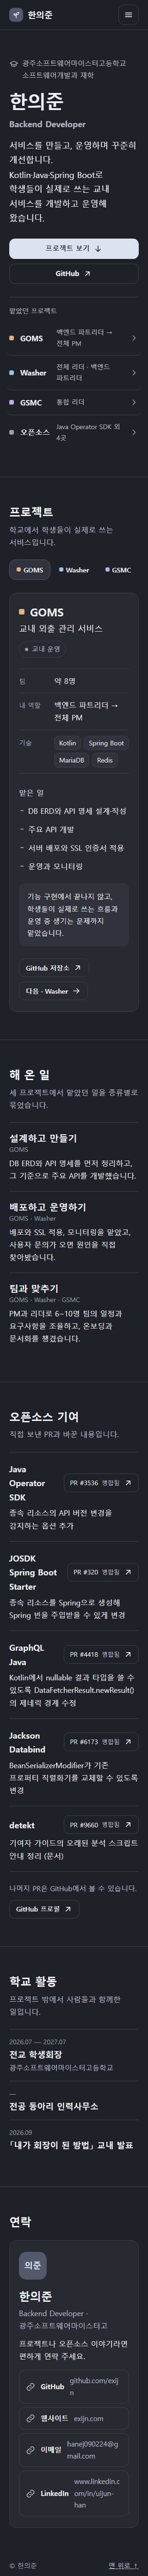 한의준
광주소프트웨어마이스터고등학교
소프트웨어개발과 재학
한의준
Backend Developer
서비스를 만들고, 운영하며 꾸준히
개선합니다.
Kotlin·Java·Spring Boot로
학생들이 실제로 쓰는 교내
서비스를 개발하고 운영해
왔습니다.
프로젝트 보기 ↓
GitHub ↗
맡았던 프로젝트
GOMS 백엔드 파트리더 →
전체 PM
Washer 전체 리더 · 백엔드
파트리더
GSMC 통합 리더
오픈소스 Java Operator SDK 외
4곳
프로젝트
학교에서 학생들이 실제로 쓰는
서비스입니다.
GOMS Washer GSMC
GOMS
교내 외출 관리 서비스
교내 운영
팀 약 8명
내 역할 백엔드 파트리더 →
전체 PM
기술 Kotlin Spring Boot
MariaDB Redis
맡은 일
– DB ERD와 API 명세 설계·작성
– 주요 API 개발
– 서버 배포와 SSL 인증서 적용
– 운영과 모니터링
기능 구현에서 끝나지 않고,
학생들이 실제로 쓰는 흐름과
운영 중 생기는 문제까지
맡았습니다.
GitHub 저장소 ↗
다음 · Washer →
해 온 일
세 프로젝트에서 맡았던 일을 종류별로
묶었습니다.
설계하고 만들기
GOMS
DB ERD와 API 명세를 먼저 정리하고,
그 기준으로 주요 API를 개발했습니다.
배포하고 운영하기
GOMS · Washer
배포와 SSL 적용, 모니터링을 맡았고,
사용자 문의가 오면 원인을 직접
찾아봤습니다.
팀과 맞추기
GOMS · Washer · GSMC
PM과 리더로 6~10명 팀의 일정과
요구사항을 조율하고, 온보딩과
문서화를 챙겼습니다.
오픈소스 기여
직접 보낸 PR과 바꾼 내용입니다.
Java
Operator
SDK
PR #3536 병합됨 ↗
종속 리소스의 API 버전 변경을
감지하는 옵션 추가
JOSDK
Spring Boot
Starter
PR #320 병합됨 ↗
종속 리소스를 Spring으로 생성해
Spring 빈을 주입받을 수 있게 변경
GraphQL
Java
PR #4418 병합됨 ↗
Kotlin에서 nullable 결과 타입을 쓸 수
있도록 DataFetcherResult.newResult()
의 제네릭 경계 수정
Jackson
Databind
PR #6173 병합됨 ↗
BeanSerializerModifier가 기존
프로퍼티 직렬화기를 교체할 수 있도록
변경
detekt PR #9660 병합됨 ↗
기여자 가이드의 오래된 분석 스크립트
안내 정리 (문서)
나머지 PR은 GitHub에서 볼 수 있습니다.
GitHub 프로필 ↗
학교 활동
프로젝트 밖에서 사람들과 함께한
일입니다.
2026.07 — 2027.07
전교 학생회장
광주소프트웨어마이스터고등학교
—
전공 동아리 인력사무소
2026.09
「내가 회장이 된 방법」 교내 발표
연락
의준
한의준
Backend Developer ·
광주소프트웨어마이스터고
프로젝트나 오픈소스 이야기라면
편하게 연락 주세요.
GitHub github.com/exij
n
웹사이트 exijn.com
이메일 hanej090224@g
mail.com
LinkedIn www.linkedin.c
om/in/uijun-
han
© 한의준 맨 위로 ↑